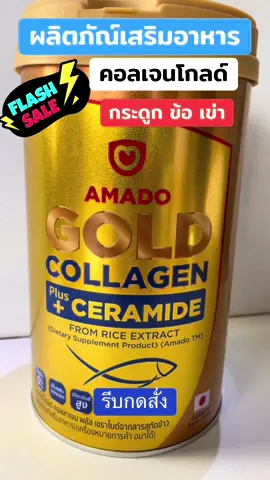 ผลิตภัณ์เสริมอาหาร
คอลเจนโกลด์
FLASH
SALE
กระดูก ข้อ เข่า
AMADO
GOLD
COLLAGEN
Plus
+ CERAMIDE
FROM RICE EXTRACT
(Dietary Supplement Product) (Amado TM)
รีบกดสั่ง